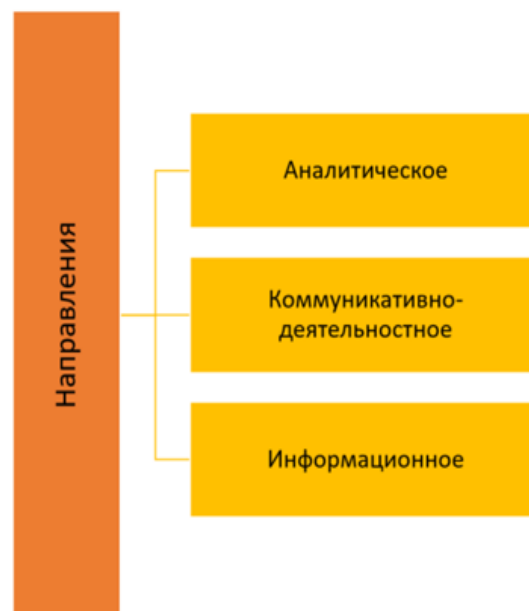 Направления
Аналитическое
Коммуникативно-
деятельностное
Информационное